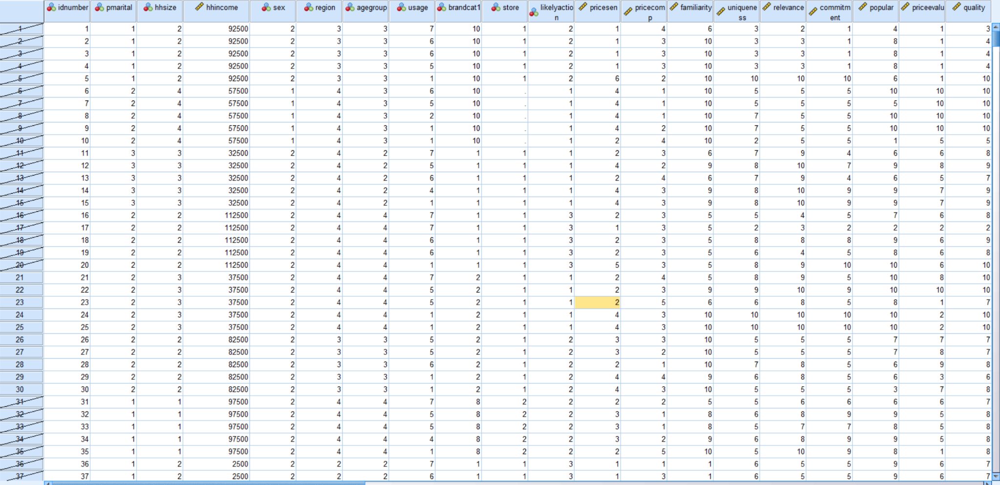 idnumber pmarital hhsize hhincome sex region agegroup usage brandcat1 store likelyactio n pricesen pricecom p familiarity uniquene ss relevance commitm ent popular priceevalu quality
1 1 1 2 92500 2 3 3 7 10 1 2 1 4 6 3 2 1 4 1 3
2 2 1 2 92500 2 3 3 6 10 1 2 1 3 10 3 3 1 8 1 4
3 3 1 2 92500 2 3 3 6 10 1 2 1 3 10 3 3 1 8 1 4
4 4 1 2 92500 2 3 3 5 10 1 2 1 3 10 3 3 1 8 1 4
5 5 1 2 92500 2 3 3 1 10 1 2 6 2 10 10 10 10 6 1 10
6 6 2 4 57500 1 4 3 6 10 . 1 4 1 10 5 5 5 10 10 10
7 7 2 4 57500 1 4 3 5 10 . 1 4 1 10 5 5 5 5 10 10
8 8 2 4 57500 1 4 3 2 10 . 1 4 1 10 7 5 5 10 10 10
9 9 2 4 57500 1 4 3 1 10 . 1 4 2 10 7 5 5 10 10 10
10 10 2 4 57500 1 4 3 1 10 . 1 2 4 10 2 5 5 1 5 5
11 11 3 3 32500 2 4 2 7 1 1 1 2 3 6 7 9 4 6 6 8
12 12 3 3 32500 2 4 2 5 1 1 1 4 2 9 8 10 7 9 8 9
13 13 3 3 32500 2 4 2 6 1 1 1 2 4 6 7 9 4 6 5 7
14 14 3 3 32500 2 4 2 4 1 1 1 4 3 9 8 10 9 9 7 9
15 15 3 3 32500 2 4 2 1 1 1 1 4 3 9 8 10 9 9 7 9
16 16 2 2 112500 2 4 4 7 1 1 3 2 3 5 5 4 5 7 6 8
17 17 2 2 112500 2 4 4 7 1 1 3 1 3 5 2 3 2 2 2 2
18 18 2 2 112500 2 4 4 6 1 1 3 2 3 5 8 8 8 9 6 9
19 19 2 2 112500 2 4 4 6 1 1 3 2 3 5 6 4 5 8 6 8
20 20 2 2 112500 2 4 4 1 1 1 3 5 3 5 8 9 10 10 6 10
21 21 2 3 37500 2 4 4 7 2 1 1 2 4 5 8 9 5 10 8 10
22 22 2 3 37500 2 4 4 5 2 1 1 2 3 9 9 10 9 10 10 10
23 23 2 3 37500 2 4 4 5 2 1 1 2 5 6 6 8 5 8 1 7
24 24 2 3 37500 2 4 4 1 2 1 1 4 3 10 10 10 10 10 2 10
25 25 2 3 37500 2 4 4 1 2 1 1 4 3 10 10 10 10 10 2 10
26 26 2 2 82500 2 3 3 5 2 1 2 3 3 10 5 5 5 7 7 7
27 27 2 2 82500 2 3 3 5 2 1 2 3 2 10 5 5 5 7 8 7
28 28 2 2 82500 2 3 3 6 2 1 2 2 1 10 7 8 5 6 9 8
29 29 2 2 82500 2 3 3 1 2 1 2 4 4 9 6 8 5 6 3 6
30 30 2 2 82500 2 3 3 1 2 1 2 4 3 10 5 5 5 3 7 8
31 31 1 1 97500 2 4 4 7 8 2 2 2 2 5 5 6 6 6 6 7
32 32 1 1 97500 2 4 4 5 8 2 2 3 1 8 6 8 9 9 5 8
33 33 1 1 97500 2 4 4 5 8 2 2 3 1 8 5 7 7 8 5 8
34 34 1 1 97500 2 4 4 4 8 2 2 3 2 9 6 8 9 9 5 8
35 35 1 1 97500 2 4 4 1 8 2 2 2 5 10 5 10 9 8 1 8
36 36 1 2 2500 2 2 2 7 1 1 3 1 1 1 6 5 5 9 6 7
37 37 1 2 2500 2 2 2 6 1 1 3 1 3 1 6 5 5 9 6 7